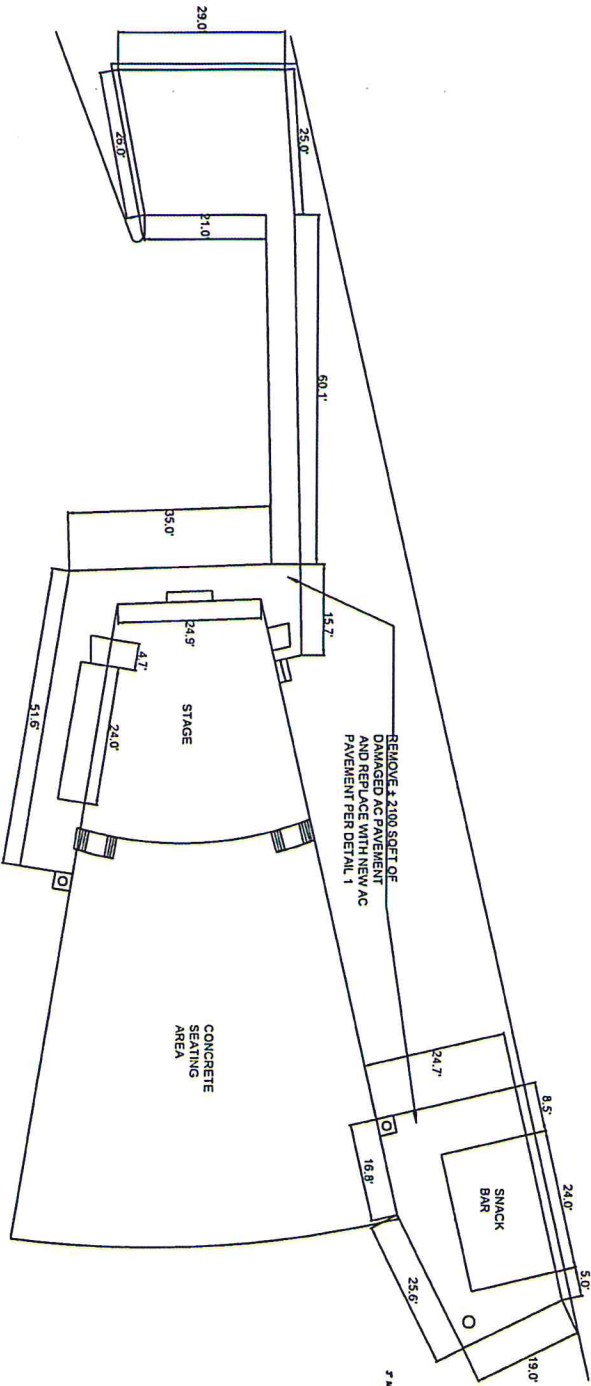 29.0'
25.0'
26.0'
21.0'
60.1'
35.0'
15.7'
24.9'
4.7'
24.0'
51.6'
STAGE
REMOVE ± 2100 SQFT OF
DAMAGED AC PAVEMENT
AND REPLACE WITH NEW AC
PAVEMENT PER DETAIL 1
CONCRETE
SEATING
AREA
24.7'
8.5'
24.0'
5.0'
SNACK
BAR
16.8'
25.6'
19.0'